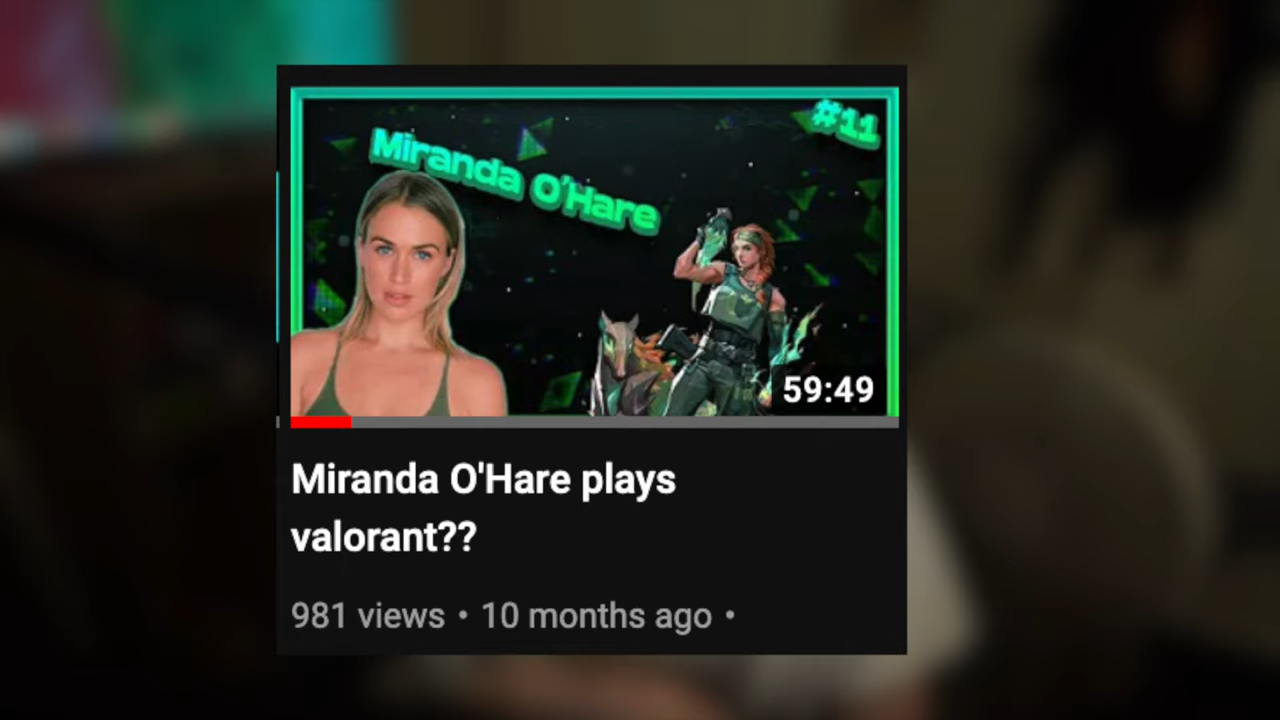 #11
Miranda O'Hare
59:49
Miranda O'Hare plays
valorant??
981 views • 10 months ago •